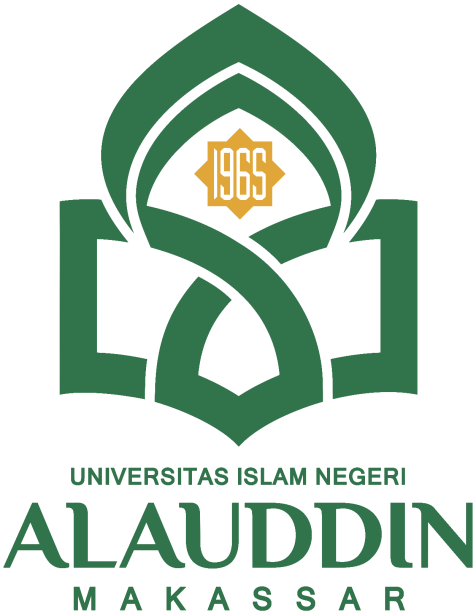 1965
UNIVERSITAS ISLAM NEGERI
ALAUDDIN
MAKASSAR